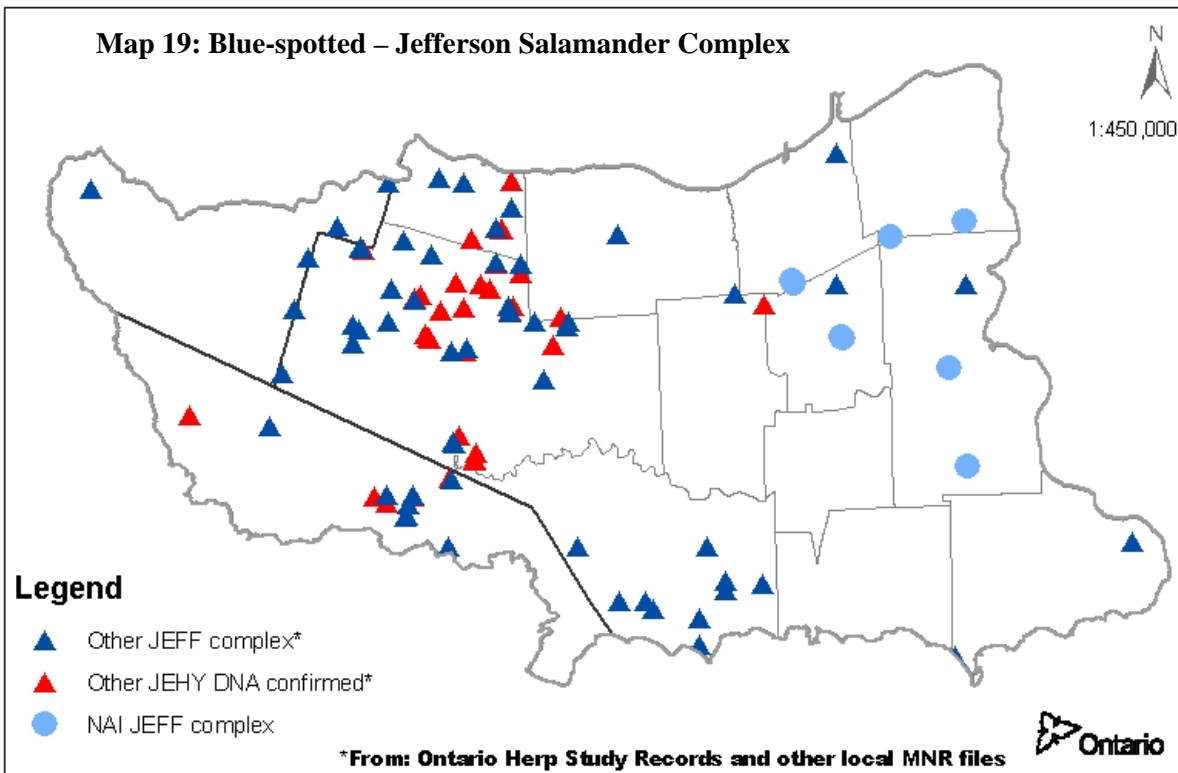 Map 19: Blue-spotted – Jefferson Salamander Complex
N
1:450,000
Legend
Other JEFF complex*
Other JEHY DNA confirmed*
NAI JEFF complex
*From: Ontario Herp Study Records and other local MNR files
Ontario